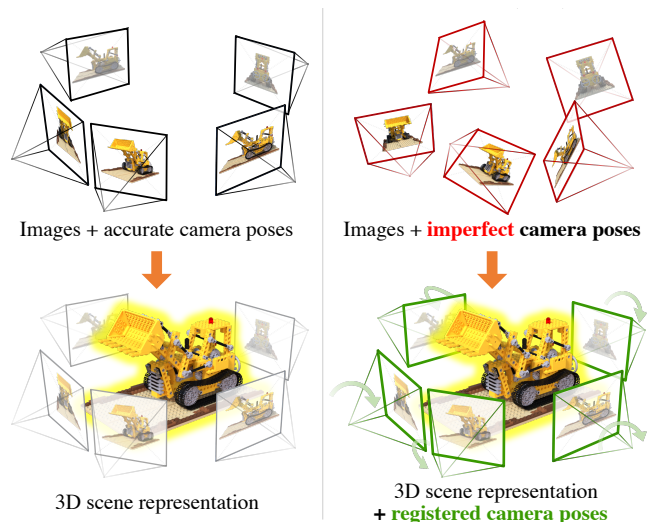 Images + accurate camera poses
Images + imperfect camera poses
3D scene representation
3D scene representation
+ registered camera poses